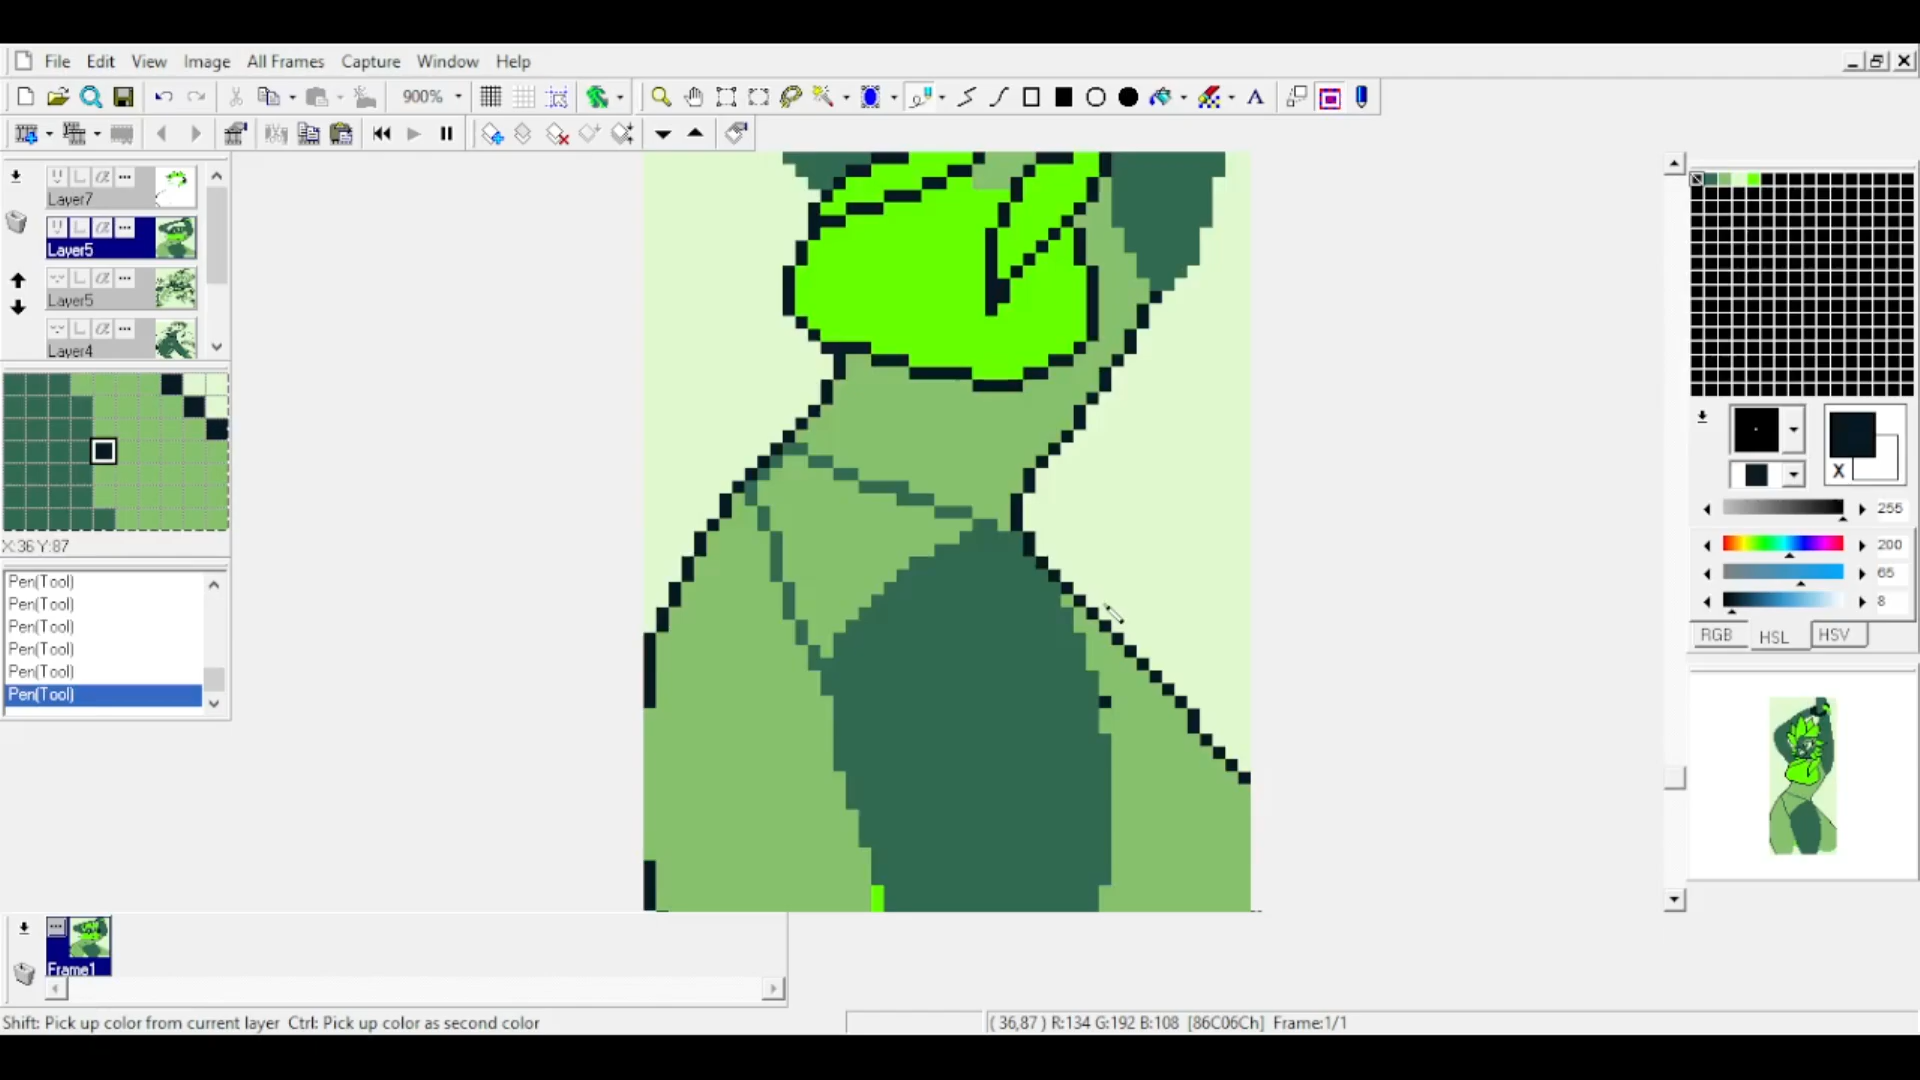 File Edit View Image All Frames Capture Window Help
900%
Layer7
Layer5
Layer5
Layer4
X:36 Y:87
Pen(Tool)
Pen(Tool)
Pen(Tool)
Pen(Tool)
Pen(Tool)
Pen(Tool)
X
255
200
65
8
RGB HSL HSV
Frame1
Shift: Pick up color from current layer Ctrl: Pick up color as second color
( 36,87 ) R:134 G:192 B:108 [86C06Ch] Frame:1/1